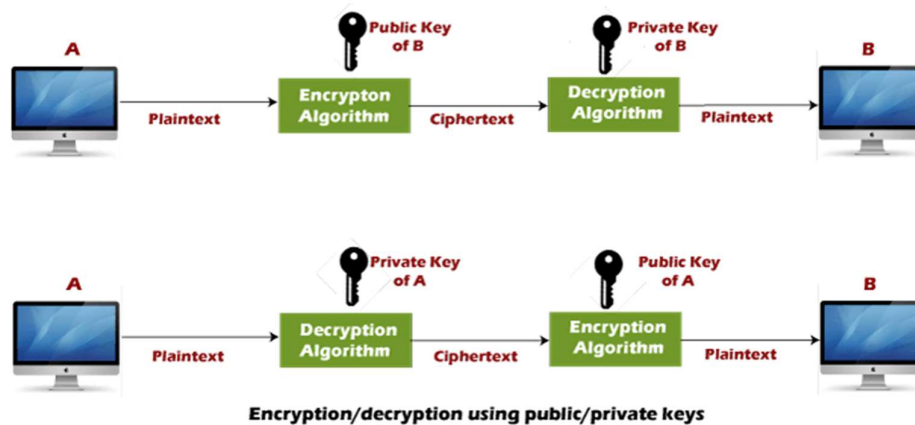 A
Public Key
of B
Private Key
of B
B
Plaintext
Encrypton
Algorithm
Ciphertext
Decryption
Algorithm
Plaintext
A
Private Key
of A
Public Key
of A
B
Plaintext
Decryption
Algorithm
Ciphertext
Encryption
Algorithm
Plaintext
Encryption/decryption using public/private keys